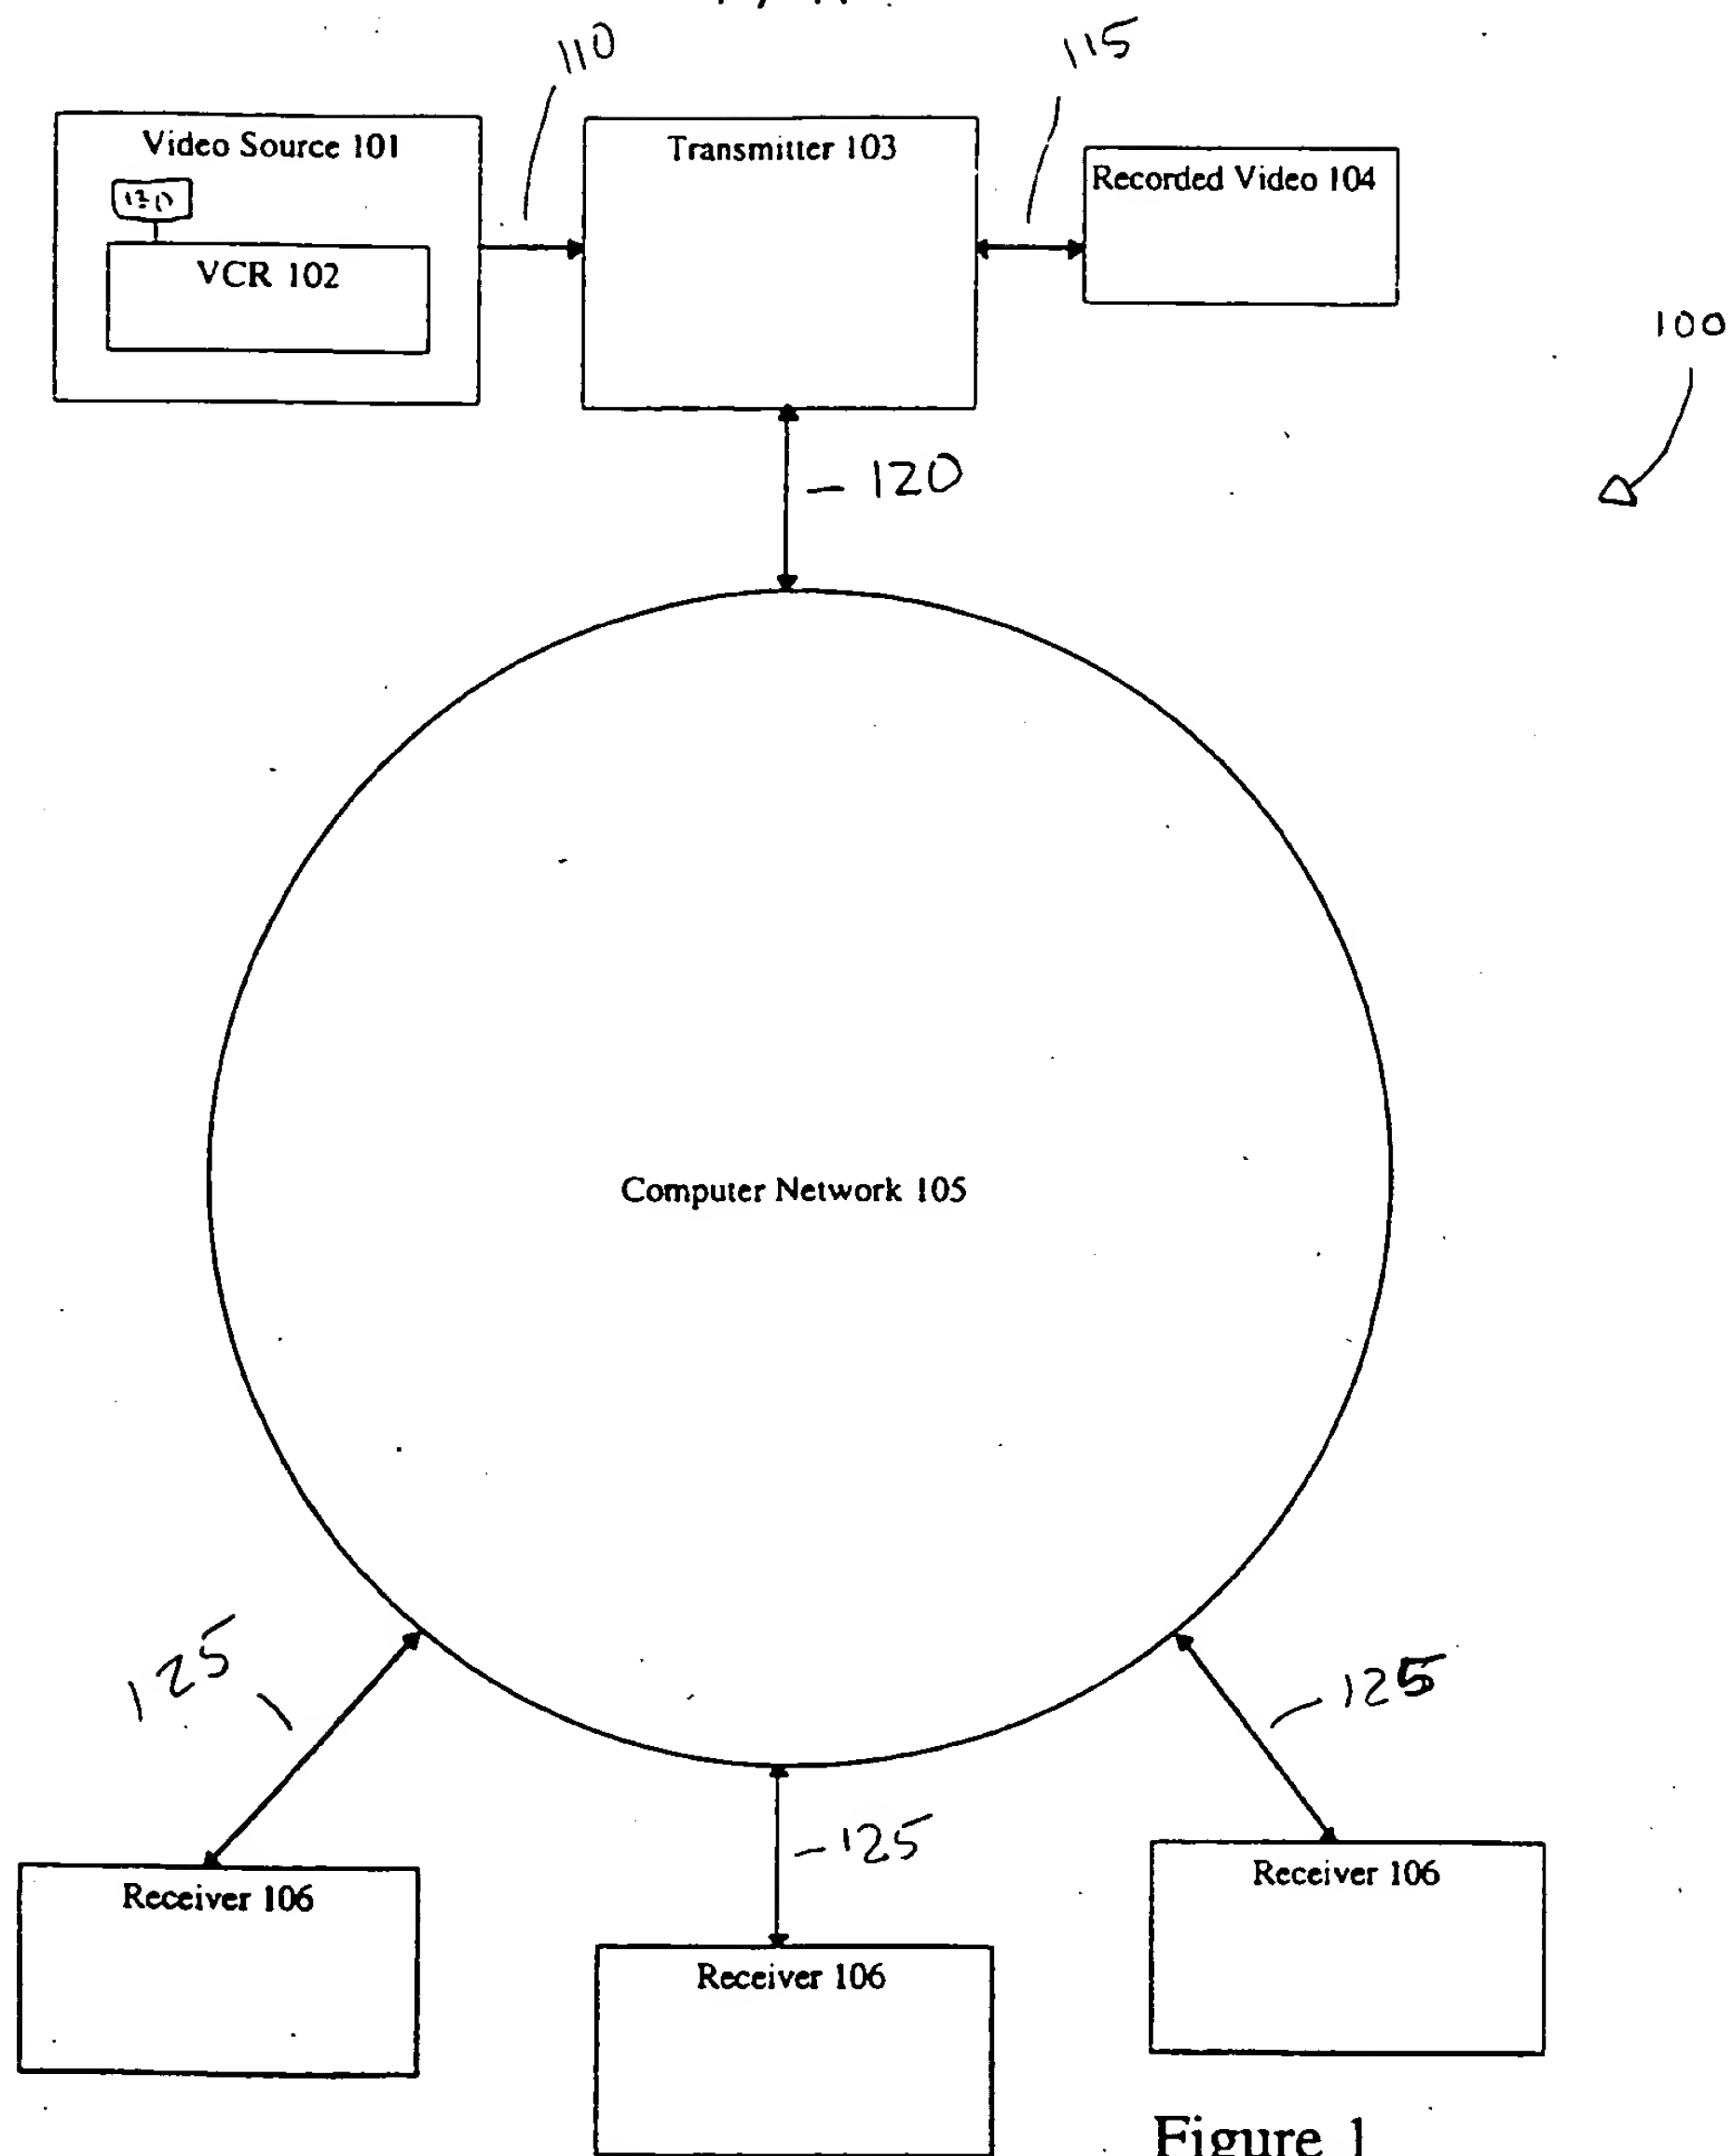 110
115
Video Source 101
Transmitter 103
Recorded Video 104
130
VCR 102
100
120
Computer Network 105
125
125
125
Receiver 106
Receiver 106
Receiver 106
Figure 1